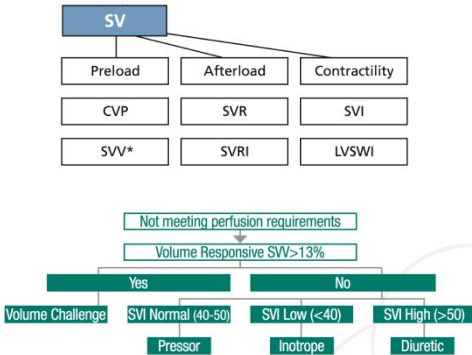 SV
Preload
Afterload
Contractility
CVP
SVR
SVI
SVV*
SVRI
LVSWI
Not meeting perfusion requirements
Volume Responsive SVV>13%
Yes
No
Volume Challenge
SVI Normal (40-50)
SVI Low (<40)
SVI High (>50)
Pressor
Inotrope
Diuretic